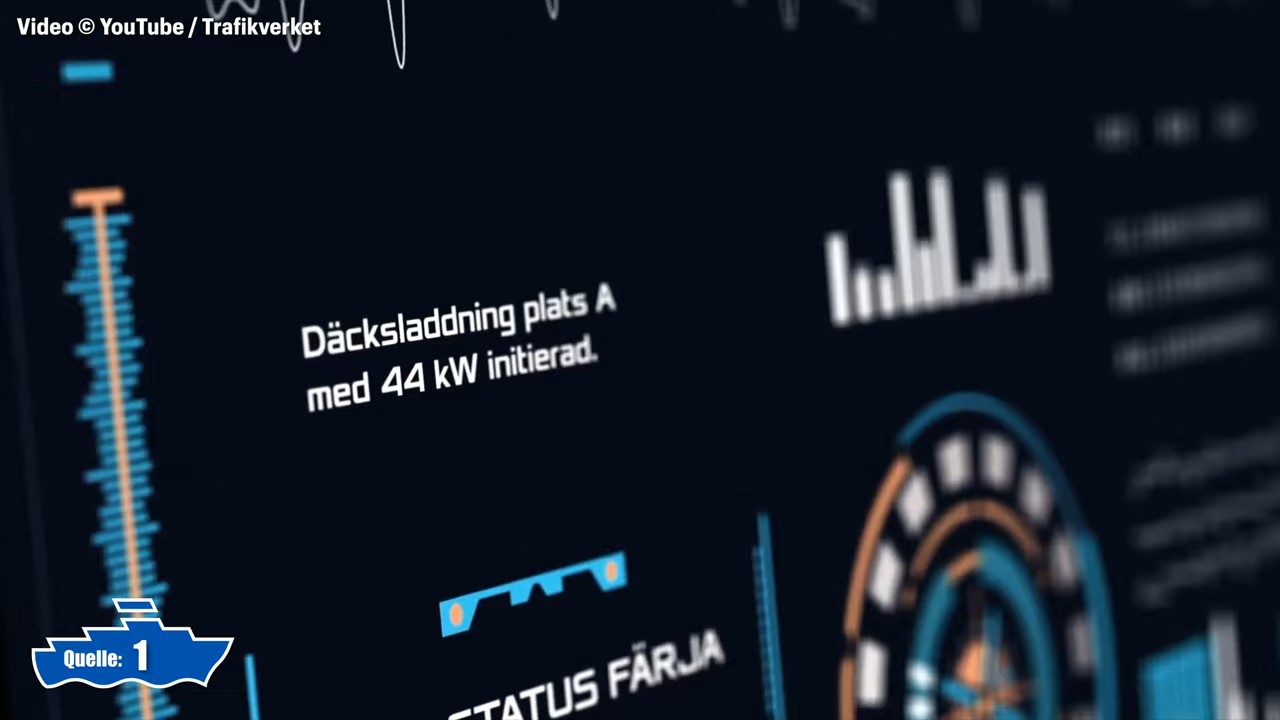 Video © YouTube / Trafikverket
Däcksladdning plats A
med 44 kW initierad.
STATUS FÄRJA
Quelle: 1